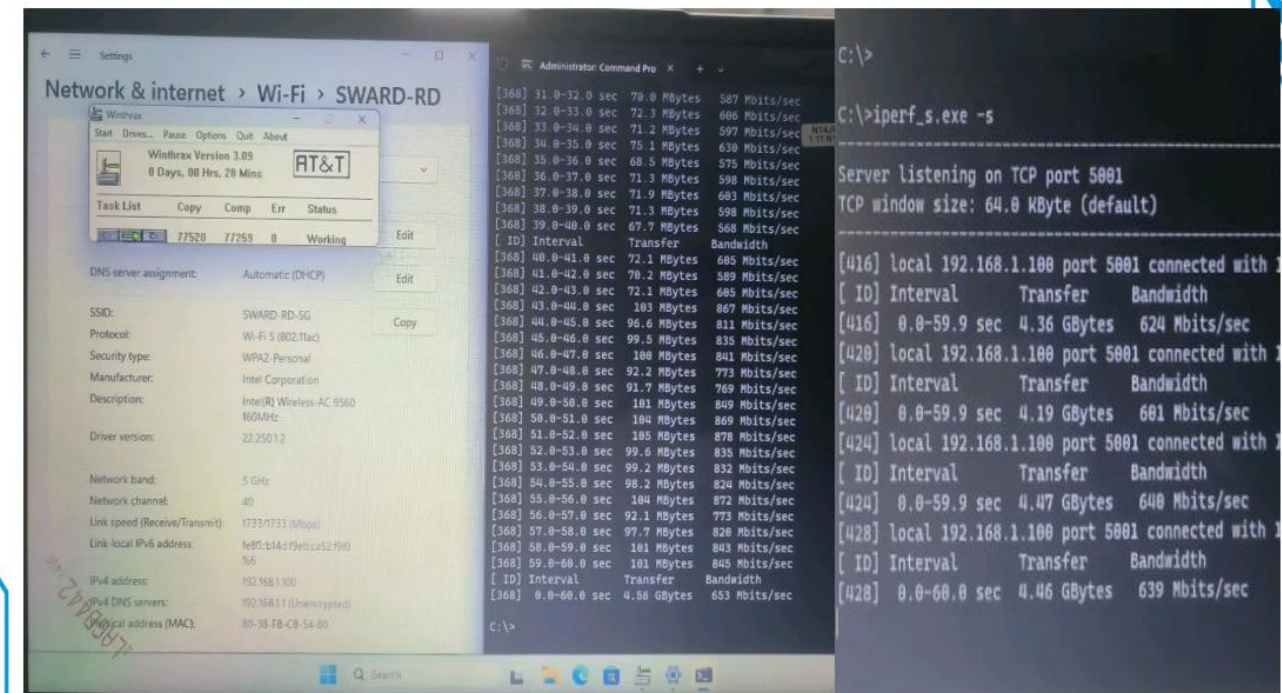 Settings
Network & internet > Wi-Fi > SWARD-RD
Winthrax
Start Drives... Pause Options Quit About
Winthrax Version 3.09
0 Days, 00 Hrs, 20 Mins
AT&T
Task List Copy Comp Err Status
77520 77259 0 Working
Edit
DNS server assignment: Automatic (DHCP)
Edit
SSID: SWARD-RD-5G
Copy
Protocol: Wi-Fi 5 (802.11ac)
Security type: WPA2-Personal
Manufacturer: Intel Corporation
Description: Intel(R) Wireless-AC 9560
160MHz
Driver version: 22.250.1.2
Network band: 5 GHz
Network channel: 40
Link speed (Receive/Transmit): 1733/1733 (Mbps)
Link-local IPv6 address:
%6
IPv4 address: 192.168.1.100
IPv4 DNS servers: 192.168.1.1 (Unencrypted)
Physical address (MAC): 80-38-FB-CB-54-80
Search
Administrator: Command Pro
[368] 31.0-32.0 sec 70.0 MBytes 587 Mbits/sec
[368] 32.0-33.0 sec 72.3 MBytes 606 Mbits/sec
[368] 33.0-34.0 sec 71.2 MBytes 597 Mbits/sec
[368] 34.0-35.0 sec 75.1 MBytes 630 Mbits/sec
[368] 35.0-36.0 sec 68.5 MBytes 575 Mbits/sec
[368] 36.0-37.0 sec 71.3 MBytes 598 Mbits/sec
[368] 37.0-38.0 sec 71.9 MBytes 603 Mbits/sec
[368] 38.0-39.0 sec 71.3 MBytes 598 Mbits/sec
[368] 39.0-40.0 sec 67.7 MBytes 568 Mbits/sec
[ ID] Interval Transfer Bandwidth
[368] 40.0-41.0 sec 72.1 MBytes 605 Mbits/sec
[368] 41.0-42.0 sec 70.2 MBytes 589 Mbits/sec
[368] 42.0-43.0 sec 72.1 MBytes 605 Mbits/sec
[368] 43.0-44.0 sec 103 MBytes 867 Mbits/sec
[368] 44.0-45.0 sec 96.6 MBytes 811 Mbits/sec
[368] 45.0-46.0 sec 99.5 MBytes 835 Mbits/sec
[368] 46.0-47.0 sec 100 MBytes 841 Mbits/sec
[368] 47.0-48.0 sec 92.2 MBytes 773 Mbits/sec
[368] 48.0-49.0 sec 91.7 MBytes 769 Mbits/sec
[368] 49.0-50.0 sec 101 MBytes 849 Mbits/sec
[368] 50.0-51.0 sec 104 MBytes 869 Mbits/sec
[368] 51.0-52.0 sec 105 MBytes 878 Mbits/sec
[368] 52.0-53.0 sec 99.6 MBytes 835 Mbits/sec
[368] 53.0-54.0 sec 99.2 MBytes 832 Mbits/sec
[368] 54.0-55.0 sec 98.2 MBytes 824 Mbits/sec
[368] 55.0-56.0 sec 104 MBytes 872 Mbits/sec
[368] 56.0-57.0 sec 92.1 MBytes 773 Mbits/sec
[368] 57.0-58.0 sec 97.7 MBytes 820 Mbits/sec
[368] 58.0-59.0 sec 101 MBytes 843 Mbits/sec
[368] 59.0-60.0 sec 101 MBytes 845 Mbits/sec
[ ID] Interval Transfer Bandwidth
[368] 0.0-60.0 sec 4.56 GBytes 653 Mbits/sec
C:\>
C:\>
C:\>iperf_s.exe -s
Server listening on TCP port 5001
TCP window size: 64.0 KByte (default)
[416] local 192.168.1.100 port 5001 connected with 1
[ ID] Interval Transfer Bandwidth
[416] 0.0-59.9 sec 4.36 GBytes 624 Mbits/sec
[420] local 192.168.1.100 port 5001 connected with 1
[ ID] Interval Transfer Bandwidth
[420] 0.0-59.9 sec 4.19 GBytes 601 Mbits/sec
[424] local 192.168.1.100 port 5001 connected with 1
[ ID] Interval Transfer Bandwidth
[424] 0.0-59.9 sec 4.47 GBytes 640 Mbits/sec
[428] local 192.168.1.100 port 5001 connected with 1
[ ID] Interval Transfer Bandwidth
[428] 0.0-60.0 sec 4.46 GBytes 639 Mbits/sec